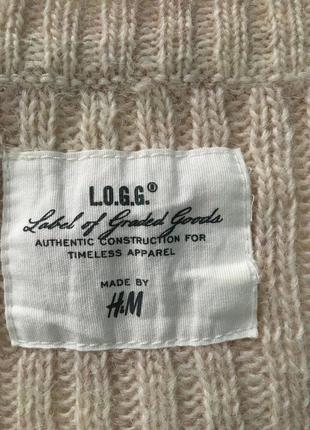 L.O.G.G.®
Label of Graded Goods
AUTHENTIC CONSTRUCTION FOR
TIMELESS APPAREL
MADE BY
H&M